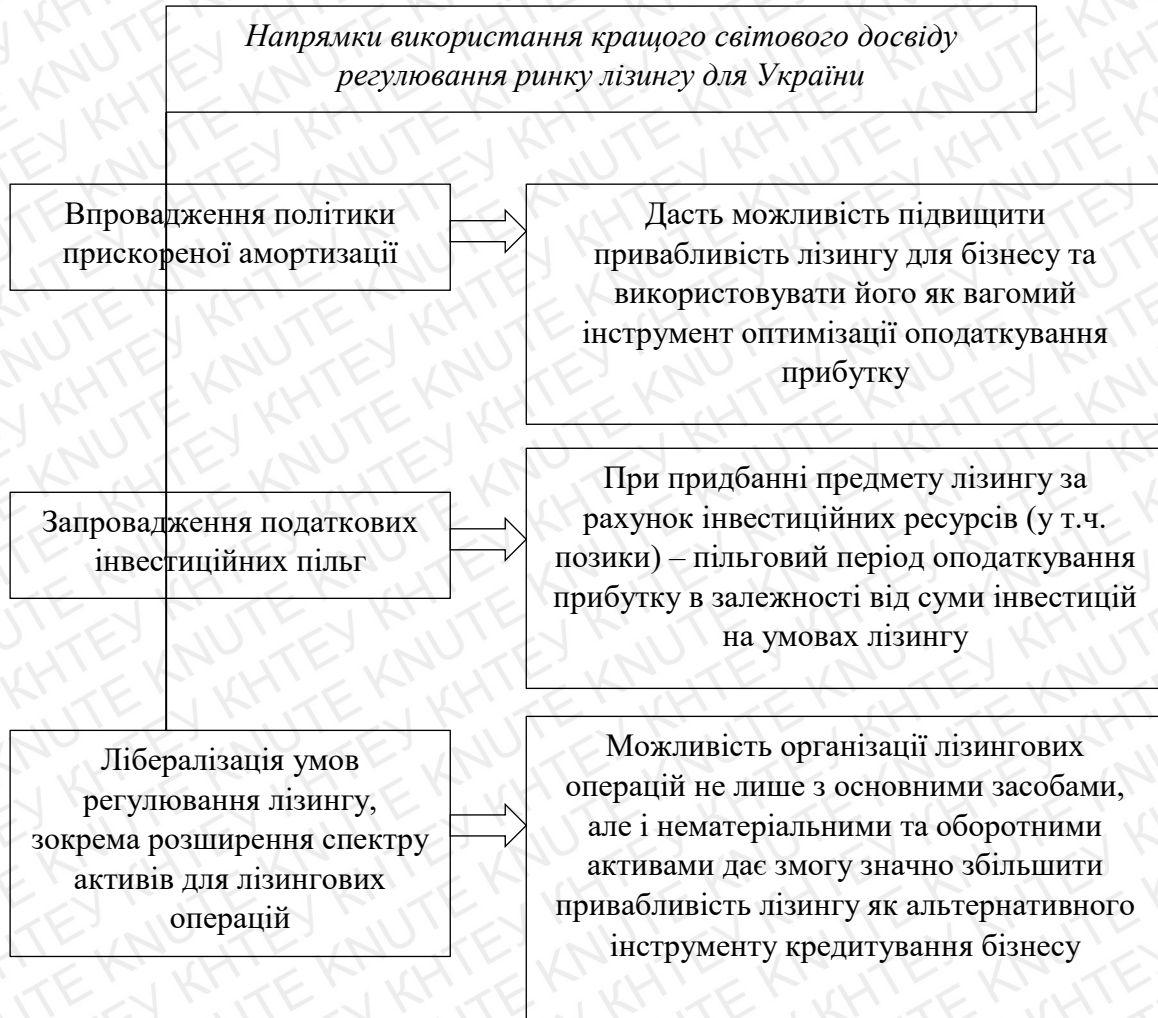 Напрямки використання кращого світового досвіду
регулювання ринку лізингу для України
Впровадження політики
прискореної амортизації
Дасть можливість підвищити
привабливість лізингу для бізнесу та
використовувати його як вагомий
інструмент оптимізації оподаткування
прибутку
Запровадження податкових
інвестиційних пільг
При придбанні предмету лізингу за
рахунок інвестиційних ресурсів (у т.ч.
позики) – пільговий період оподаткування
прибутку в залежності від суми інвестицій
на умовах лізингу
Лібералізація умов
регулювання лізингу,
зокрема розширення спектру
активів для лізингових
операцій
Можливість організації лізингових
операцій не лише з основними засобами,
але і нематеріальними та оборотними
активами дає змогу значно збільшити
привабливість лізингу як альтернативного
інструменту кредитування бізнесу